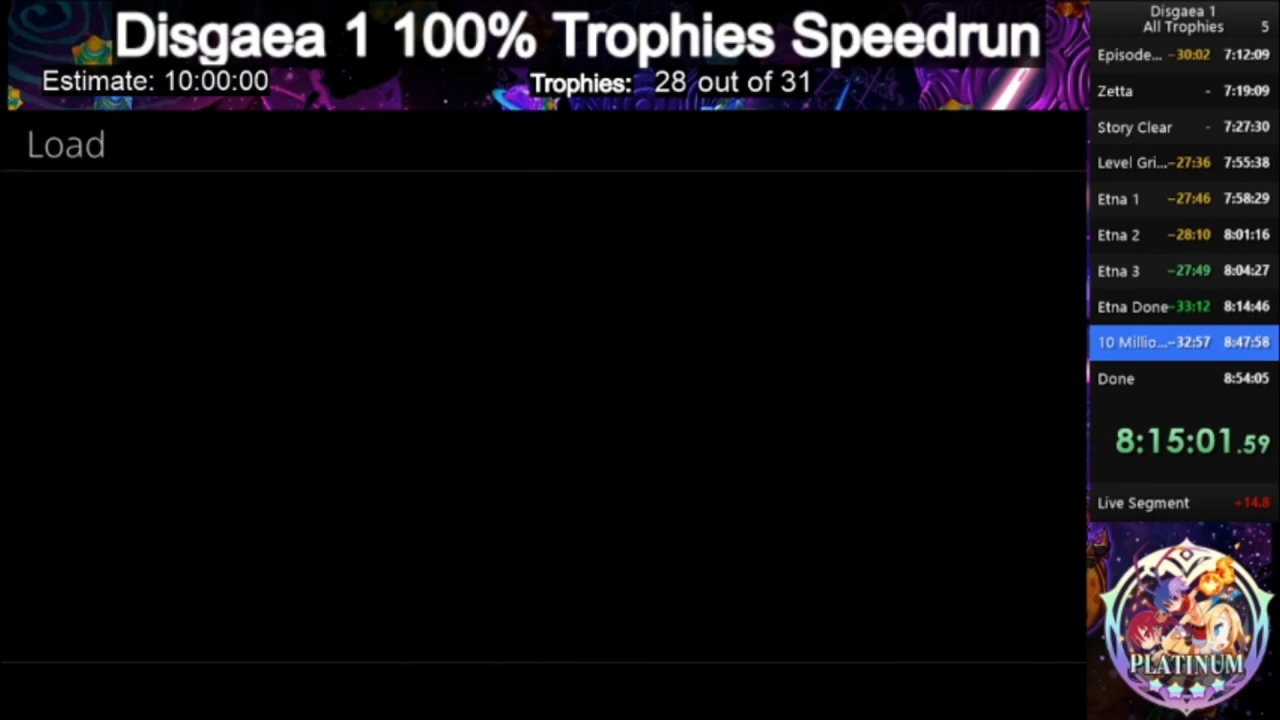 Disgaea 1 100% Trophies Speedrun
Estimate: 10:00:00
Trophies: 28 out of 31
Load
Disgaea 1
All Trophies 5
Episode... -30:02 7:12:09
Zetta - 7:19:09
Story Clear - 7:27:30
Level Gri... -27:36 7:55:38
Etna 1 -27:46 7:58:29
Etna 2 -28:10 8:01:16
Etna 3 -27:49 8:04:27
Etna Done -33:12 8:14:46
10 Millio... -32:57 8:47:58
Done 8:54:05
8:15:01.59
Live Segment +14.8
PLATINUM